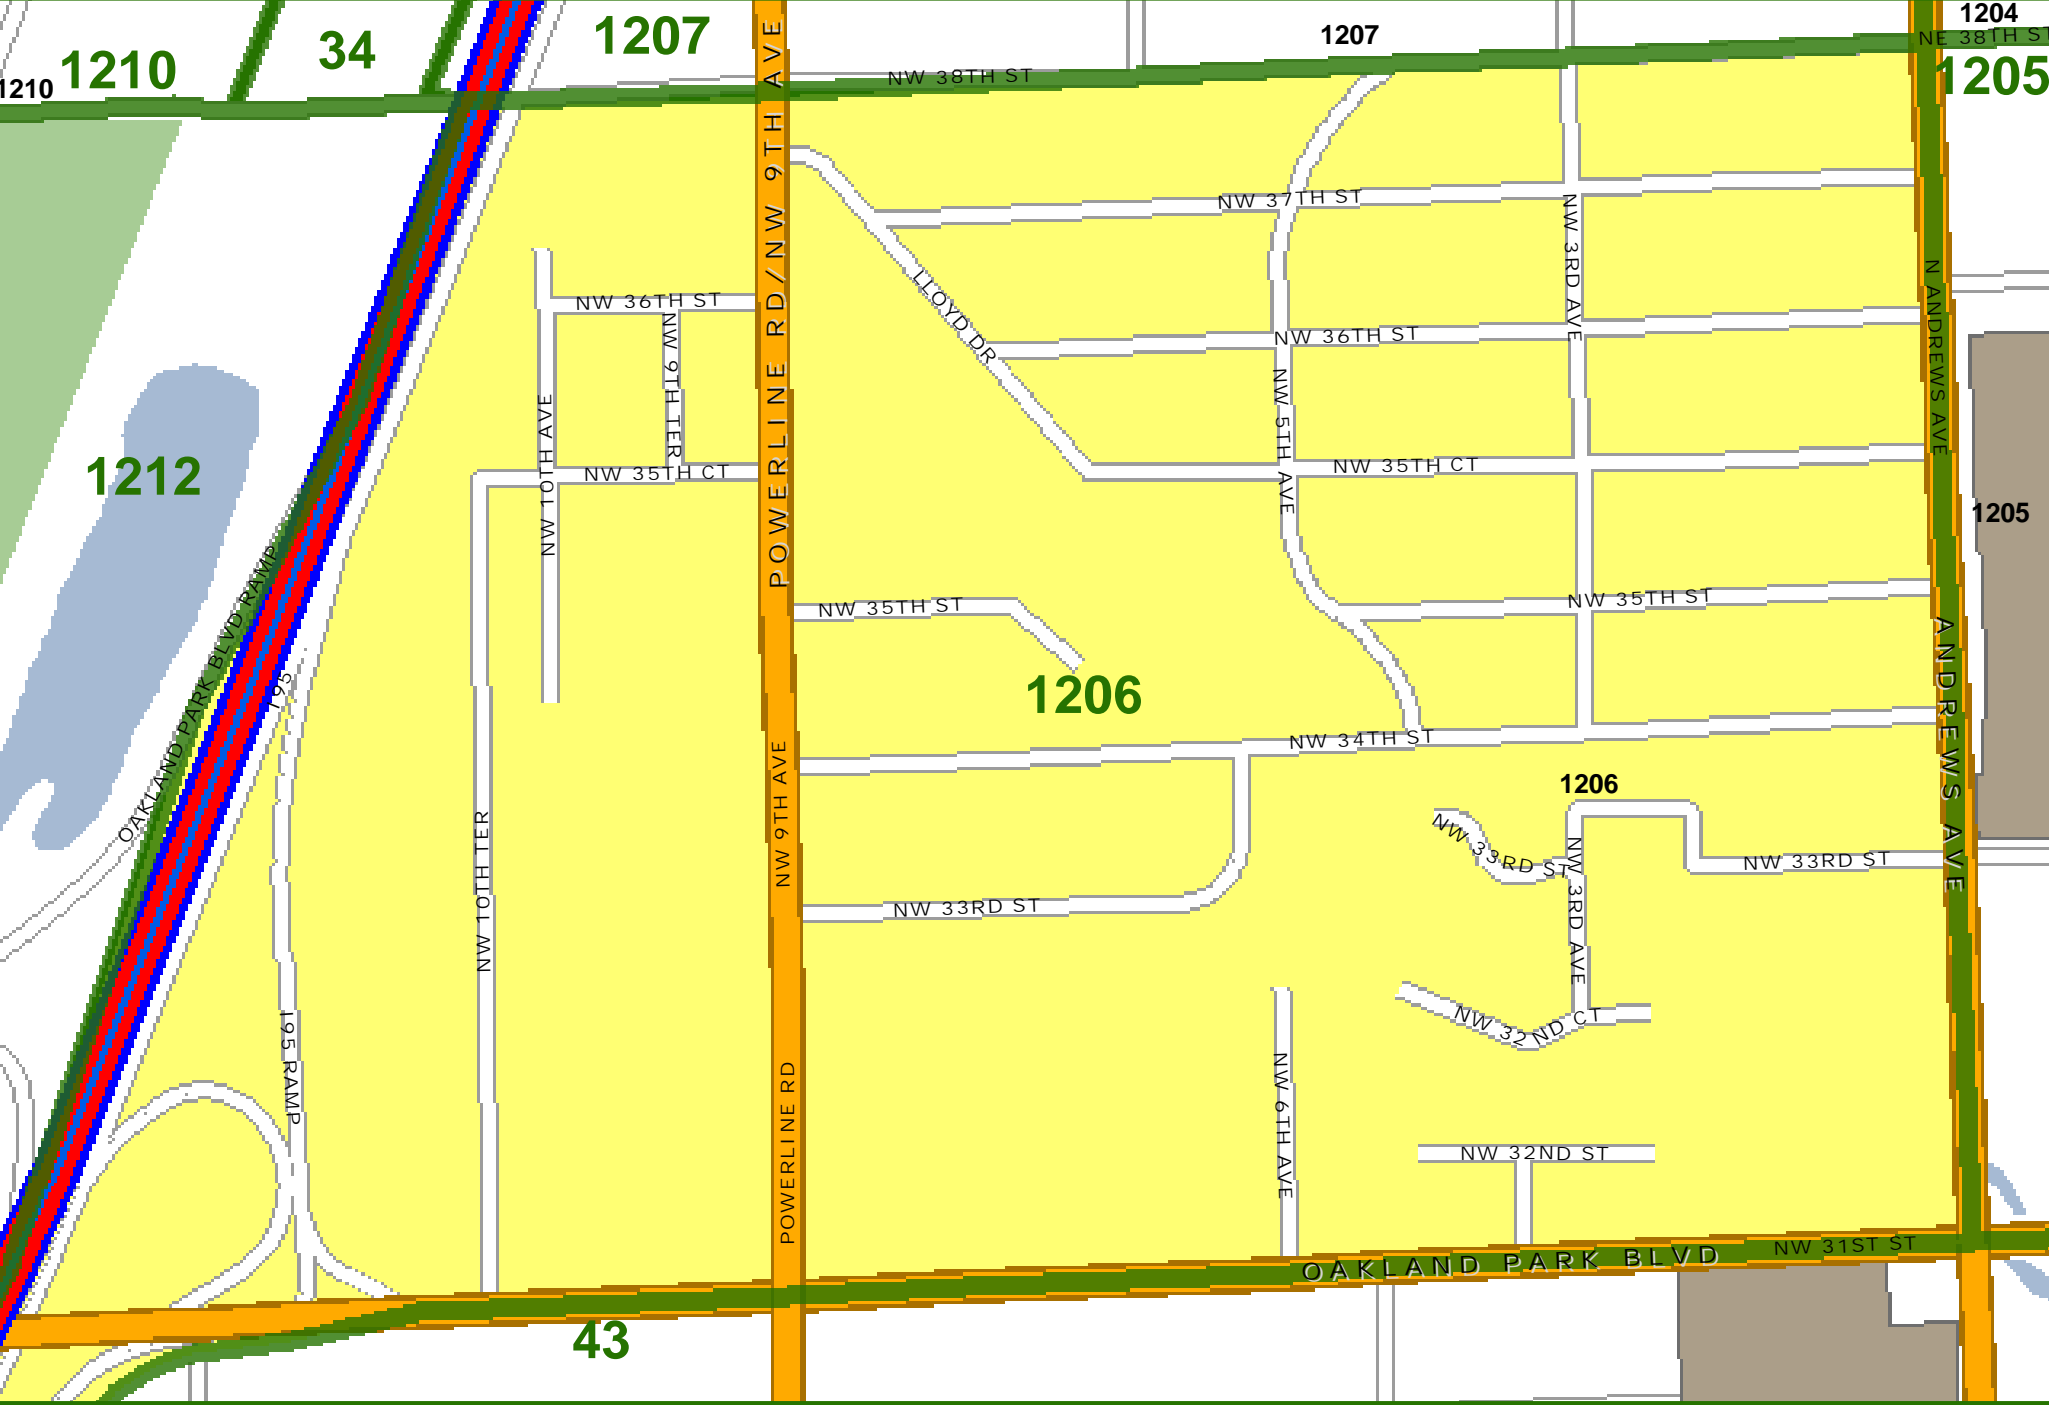 1204
1207
34
1207
NE 38TH ST
1210
NW 38TH ST
1205
1210
POWERLINE RD/NW 9TH AVE
NW 37TH ST
NW 3RD AVE
N ANDREWS AVE
LLOYD DR
NW 36TH ST
NW 9TH TER
NW 36TH ST
NW 5TH AVE
NW 10TH AVE
NW 35TH CT
NW 35TH CT
1212
1205
OAKLAND PARK BLVD RAMP
NW 35TH ST
NW 35TH ST
I 95
1206
ANDREWS AVE
NW 34TH ST
NW 9TH AVE
1206
NW 33RD ST
NW 33RD ST
NW 3RD AVE
NW 10TH TER
NW 33RD ST
NW 32ND CT
I 95 RAMP
NW 6TH AVE
POWERLINE RD
NW 32ND ST
NW 31ST ST
OAKLAND PARK BLVD
43